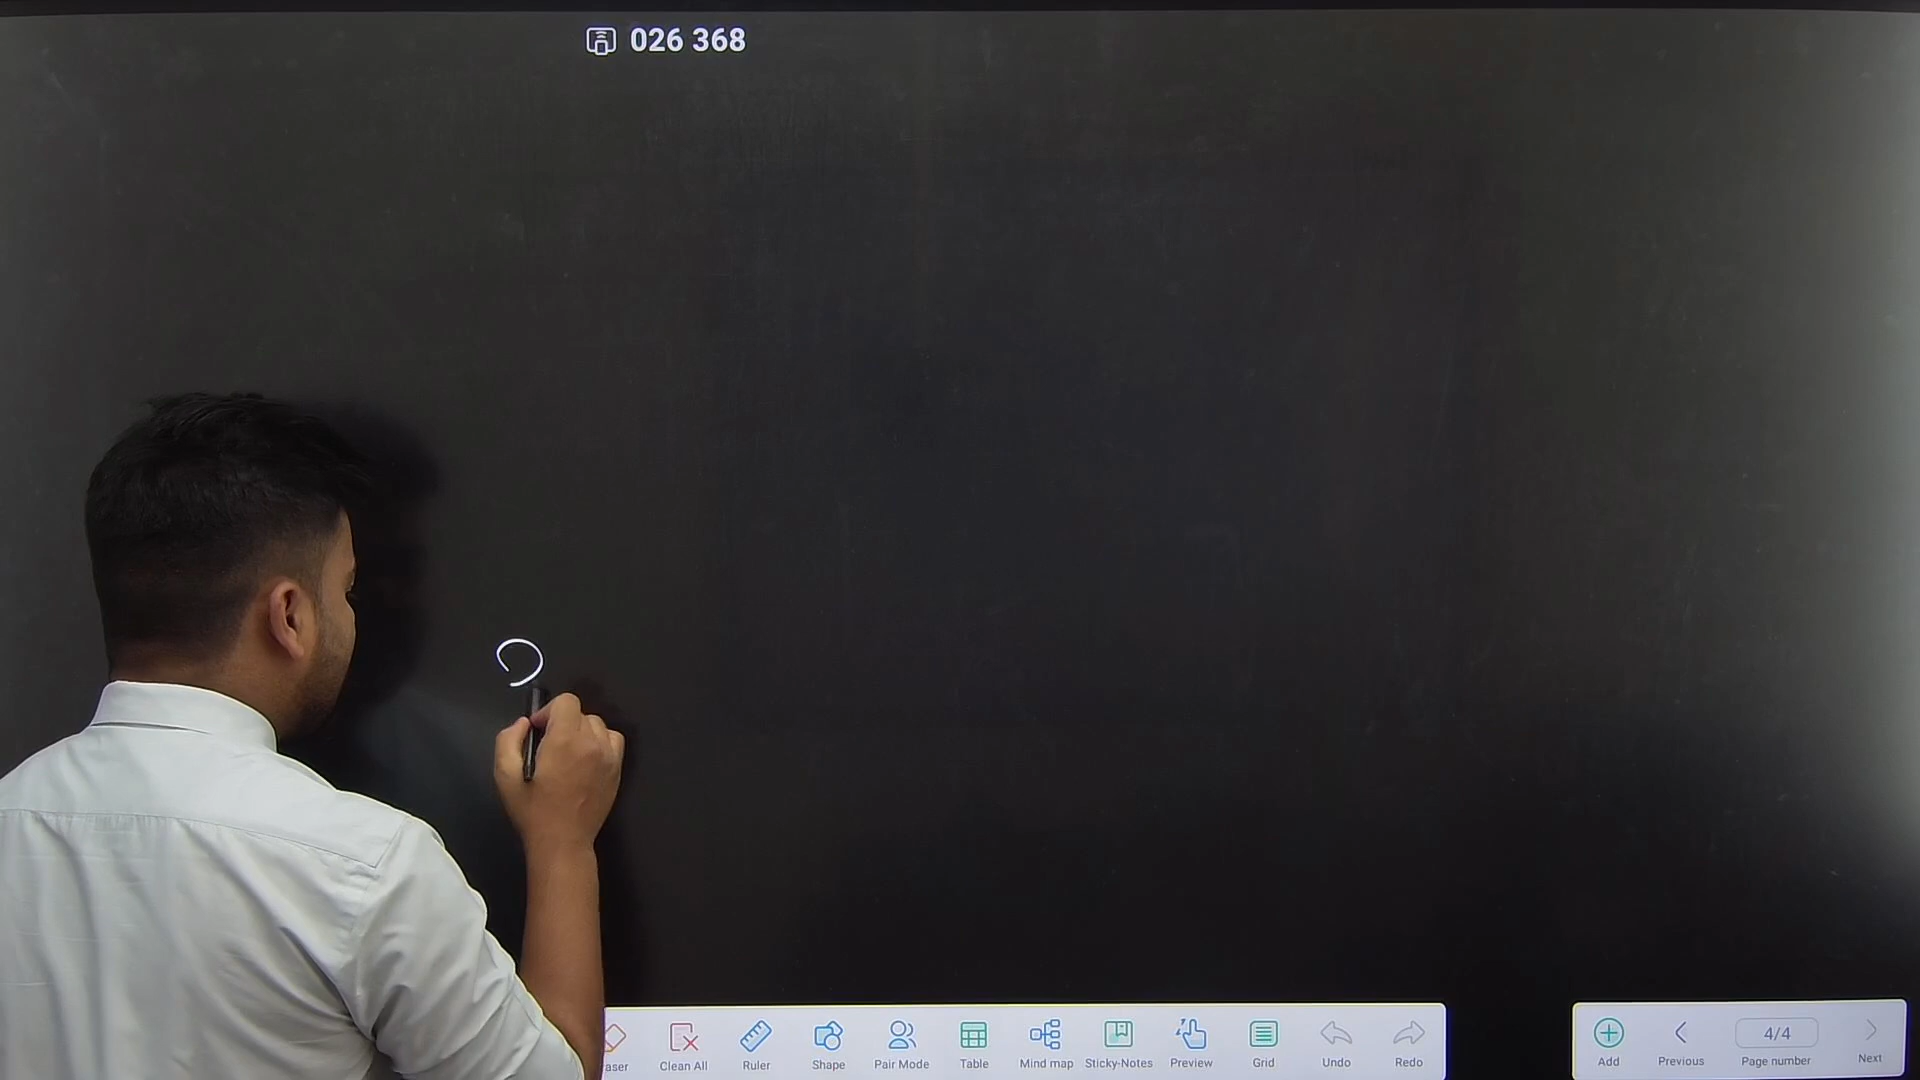 026 368
Clean All Ruler Shape Pair Mode Table Mind map Sticky-Notes Preview Grid Undo Redo
Add Previous 4/4 Page number Next